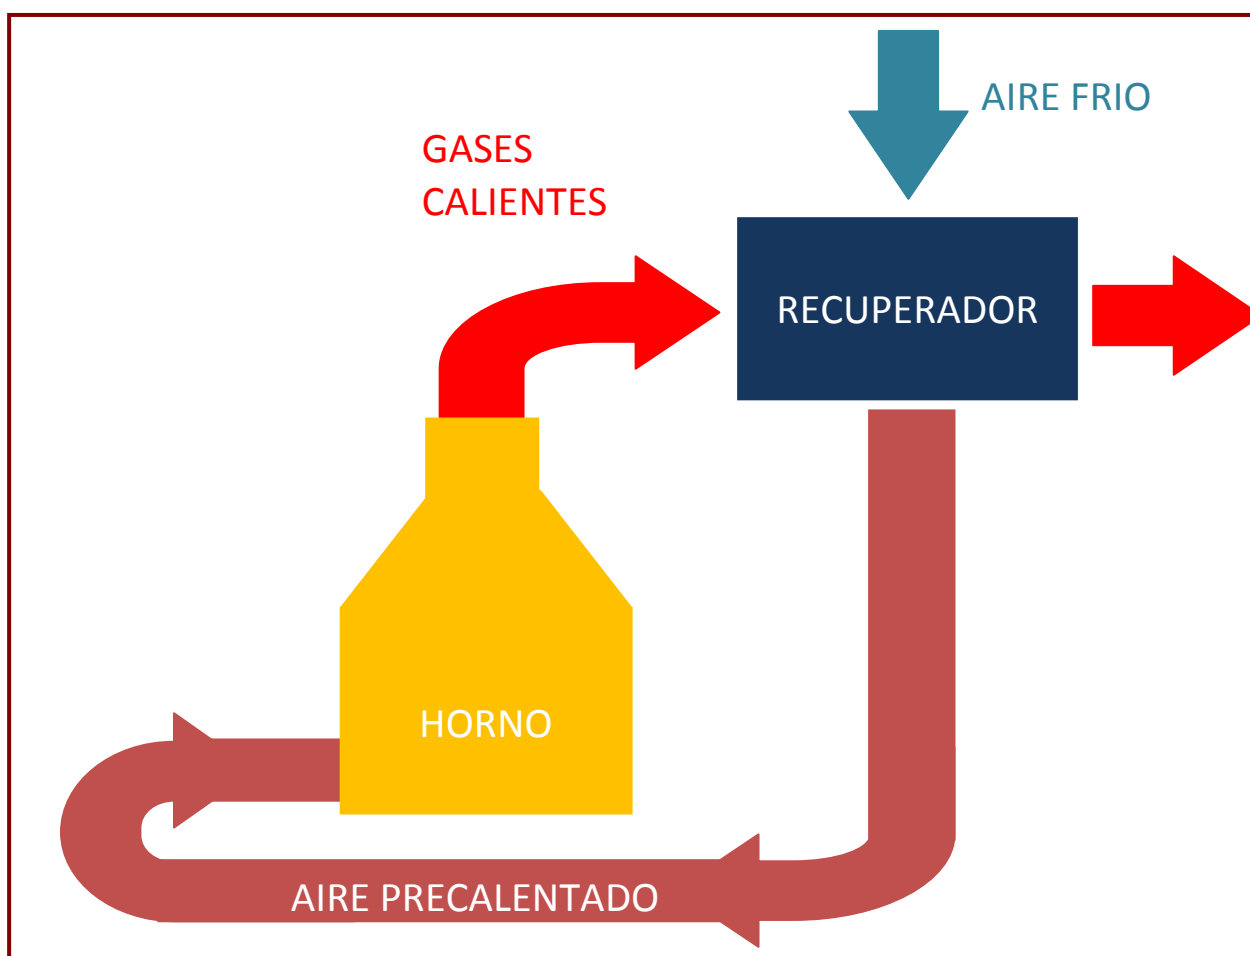 AIRE FRIO
GASES
CALIENTES
RECUPERADOR
HORNO
AIRE PRECALENTADO